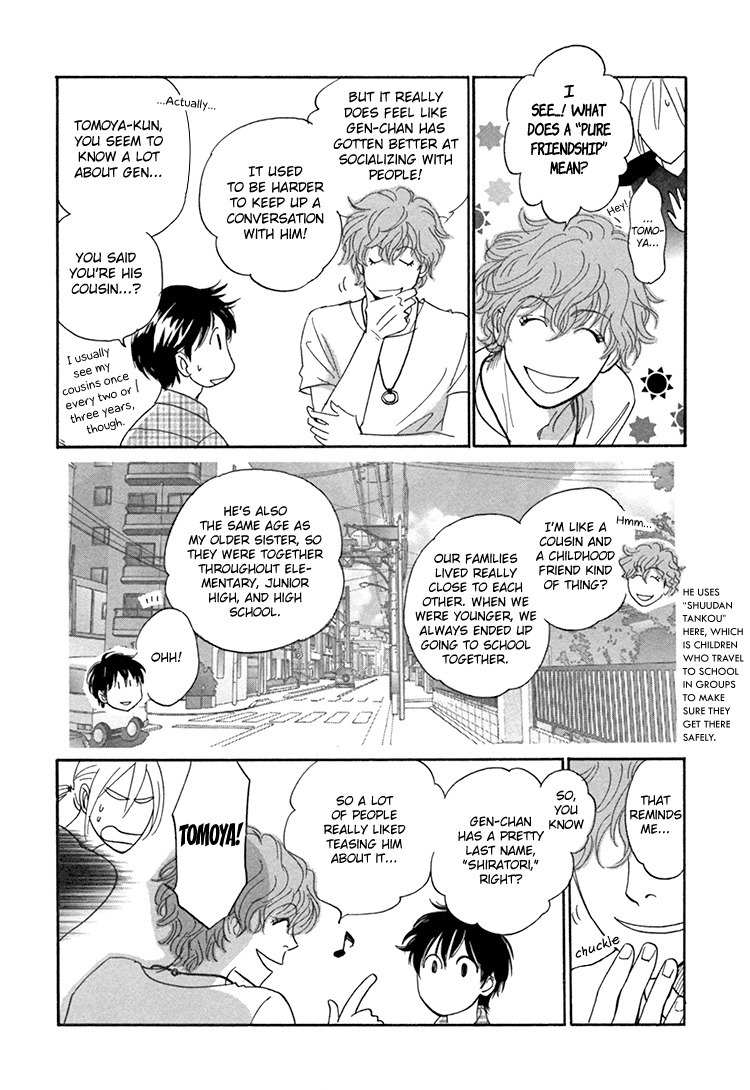 I
SEE...! WHAT
DOES A "PURE
FRIENDSHIP"
MEAN?
Hey!
...
TOMO-
YA...
BUT IT REALLY
DOES FEEL LIKE
GEN-CHAN HAS
GOTTEN BETTER AT
SOCIALIZING WITH
PEOPLE!
IT USED
TO BE HARDER
TO KEEP UP A
CONVERSATION
WITH HIM!
...Actually...
TOMOYA-KUN,
YOU SEEM TO
KNOW A LOT
ABOUT GEN...
YOU SAID
YOU'RE HIS
COUSIN...?
I usually
see my
cousins once
every two or
three years,
though.
Hmm...
I'M LIKE A
COUSIN AND
A CHILDHOOD
FRIEND KIND
OF THING?
OUR FAMILIES
LIVED REALLY
CLOSE TO EACH
OTHER. WHEN WE
WERE YOUNGER, WE
ALWAYS ENDED UP
GOING TO SCHOOL
TOGETHER.
HE'S ALSO
THE SAME AGE AS
MY OLDER SISTER, SO
THEY WERE TOGETHER
THROUGHOUT ELE-
MENTARY, JUNIOR
HIGH, AND HIGH
SCHOOL.
OHH!
HE USES
"SHUUDAN
TANKOU"
HERE, WHICH
IS CHILDREN
WHO TRAVEL
TO SCHOOL
IN GROUPS
TO MAKE
SURE THEY
GET THERE
SAFELY.
THAT
REMINDS
ME...
chuckle
SO,
YOU
KNOW
GEN-CHAN
HAS A PRETTY
LAST NAME,
"SHIRATORI,"
RIGHT?
SO A LOT
OF PEOPLE
REALLY LIKED
TEASING HIM
ABOUT IT...
TOMOYA!